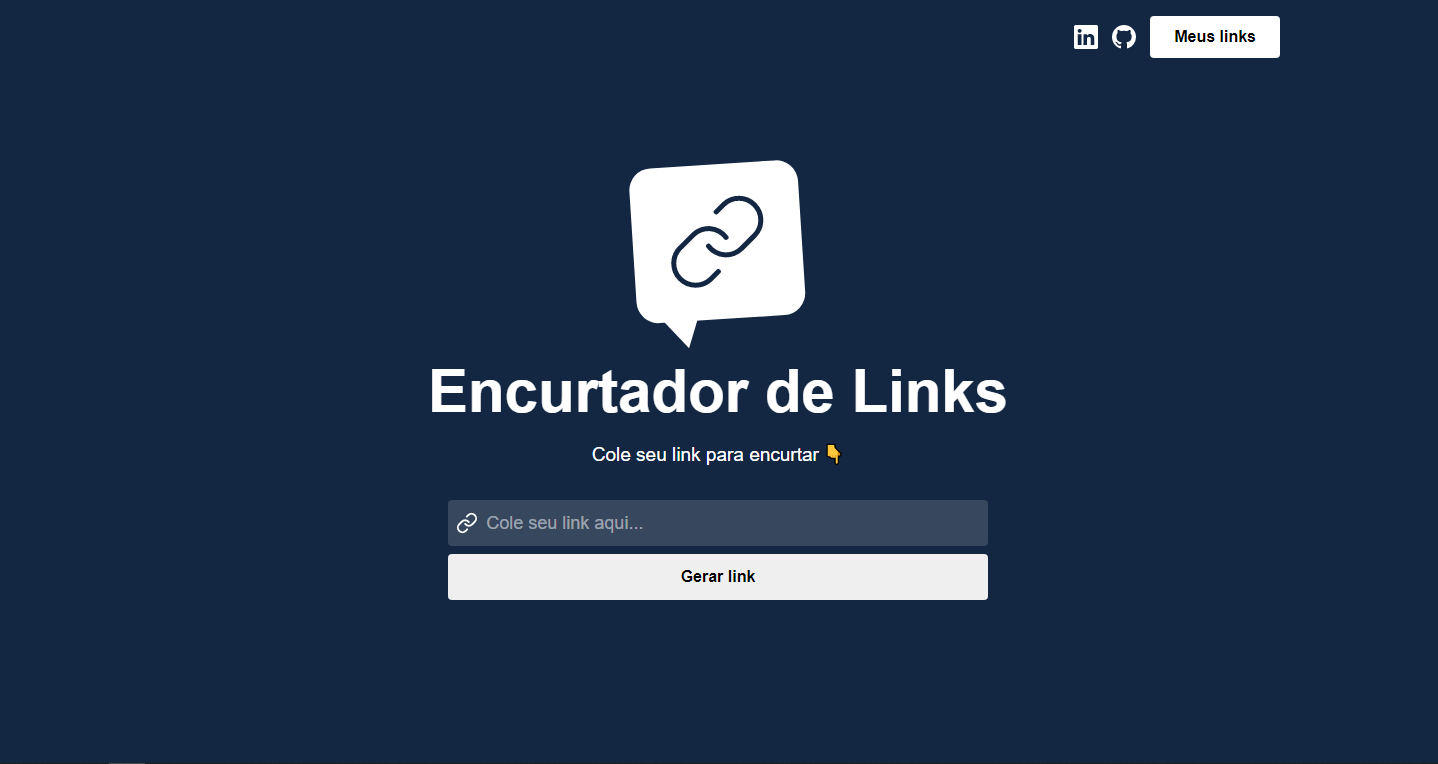 Meus links
Encurtador de Links
Cole seu link para encurtar 👇
Cole seu link aqui...
Gerar link